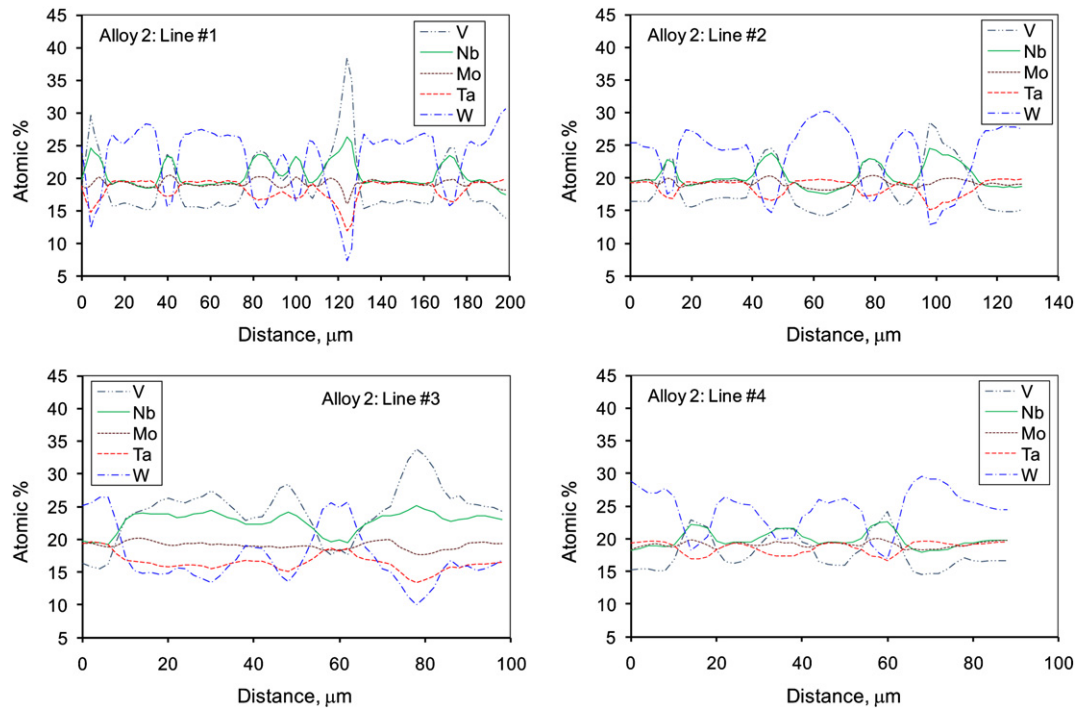 Alloy 2: Line #1
V
Nb
Mo
Ta
W
45
40
35
30
25
20
15
10
5
Atomic %
0 20 40 60 80 100 120 140 160 180 200
Distance, μm
Alloy 2: Line #2
V
Nb
Mo
Ta
W
45
40
35
30
25
20
15
10
5
Atomic %
0 20 40 60 80 100 120 140
Distance, μm
Alloy 2: Line #3
V
Nb
Mo
Ta
W
45
40
35
30
25
20
15
10
5
Atomic %
0 20 40 60 80 100
Distance, μm
Alloy 2: Line #4
V
Nb
Mo
Ta
W
45
40
35
30
25
20
15
10
5
Atomic %
0 20 40 60 80 100
Distance, μm